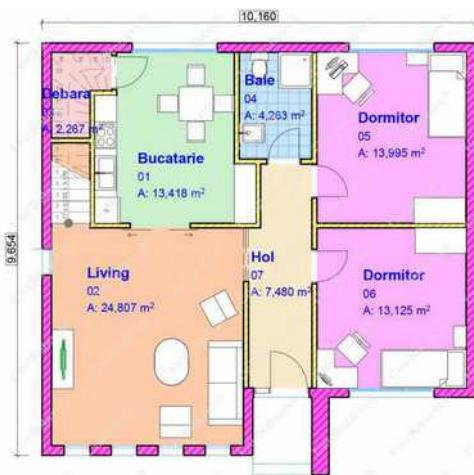 10,160
9,654
Debara
A: 2,267 m²
Bucatarie
01
A: 13,418 m²
Baie
04
A: 4,263 m²
Dormitor
05
A: 13,995 m²
Living
02
A: 24,807 m²
Hol
07
A: 7,480 m²
Dormitor
06
A: 13,125 m²